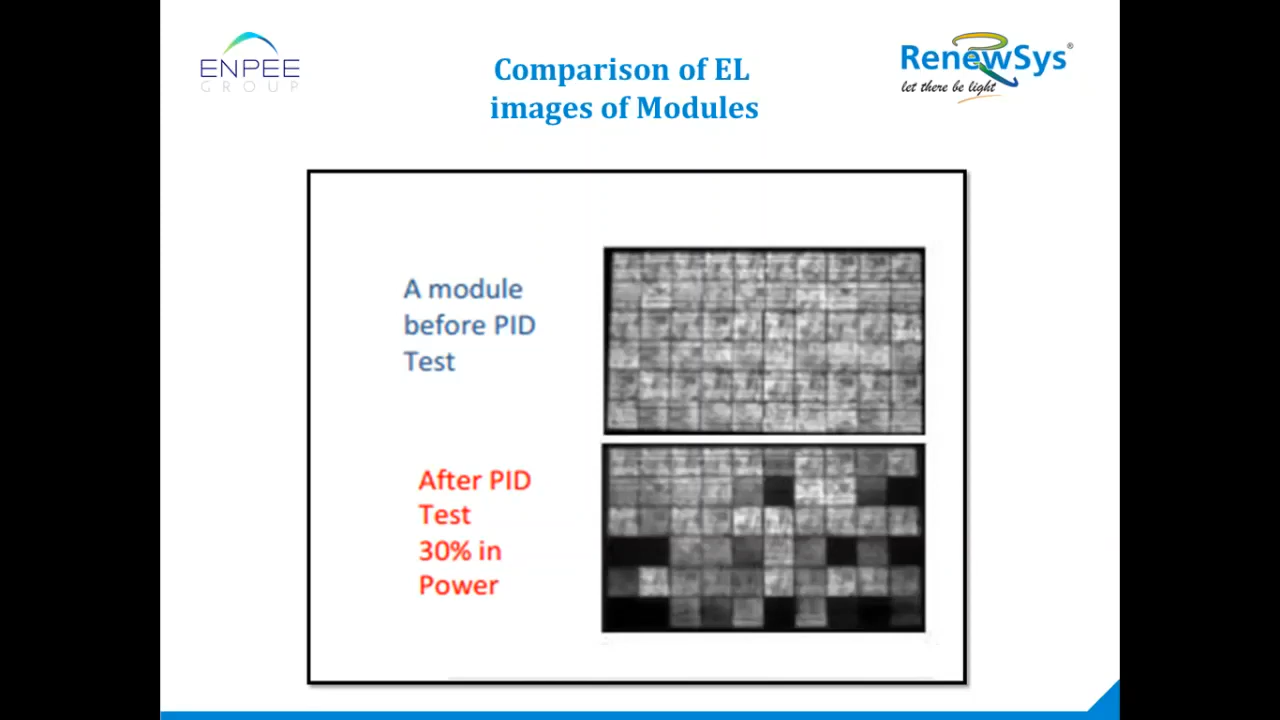 ENPEE
GROUP
RenewSys®
let there be light
Comparison of EL
images of Modules
A module
before PID
Test
After PID
Test
30% in
Power